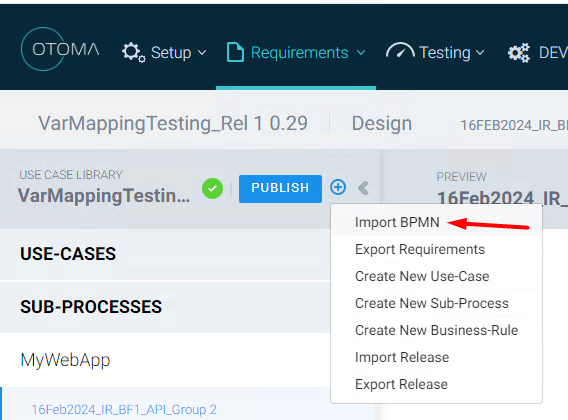 OTOMA
Setup
Requirements
Testing
DEV
VarMappingTesting_Rel 1 0.29
Design
16FEB2024_IR_B
USE CASE LIBRARY
VarMappingTestin...
PUBLISH
PREVIEW
16Feb2024_IR_BF
Import BPMN
Export Requirements
Create New Use-Case
Create New Sub-Process
Create New Business-Rule
Import Release
Export Release
USE-CASES
SUB-PROCESSES
MyWebApp
16Feb2024_IR_BF1_API_Group 2